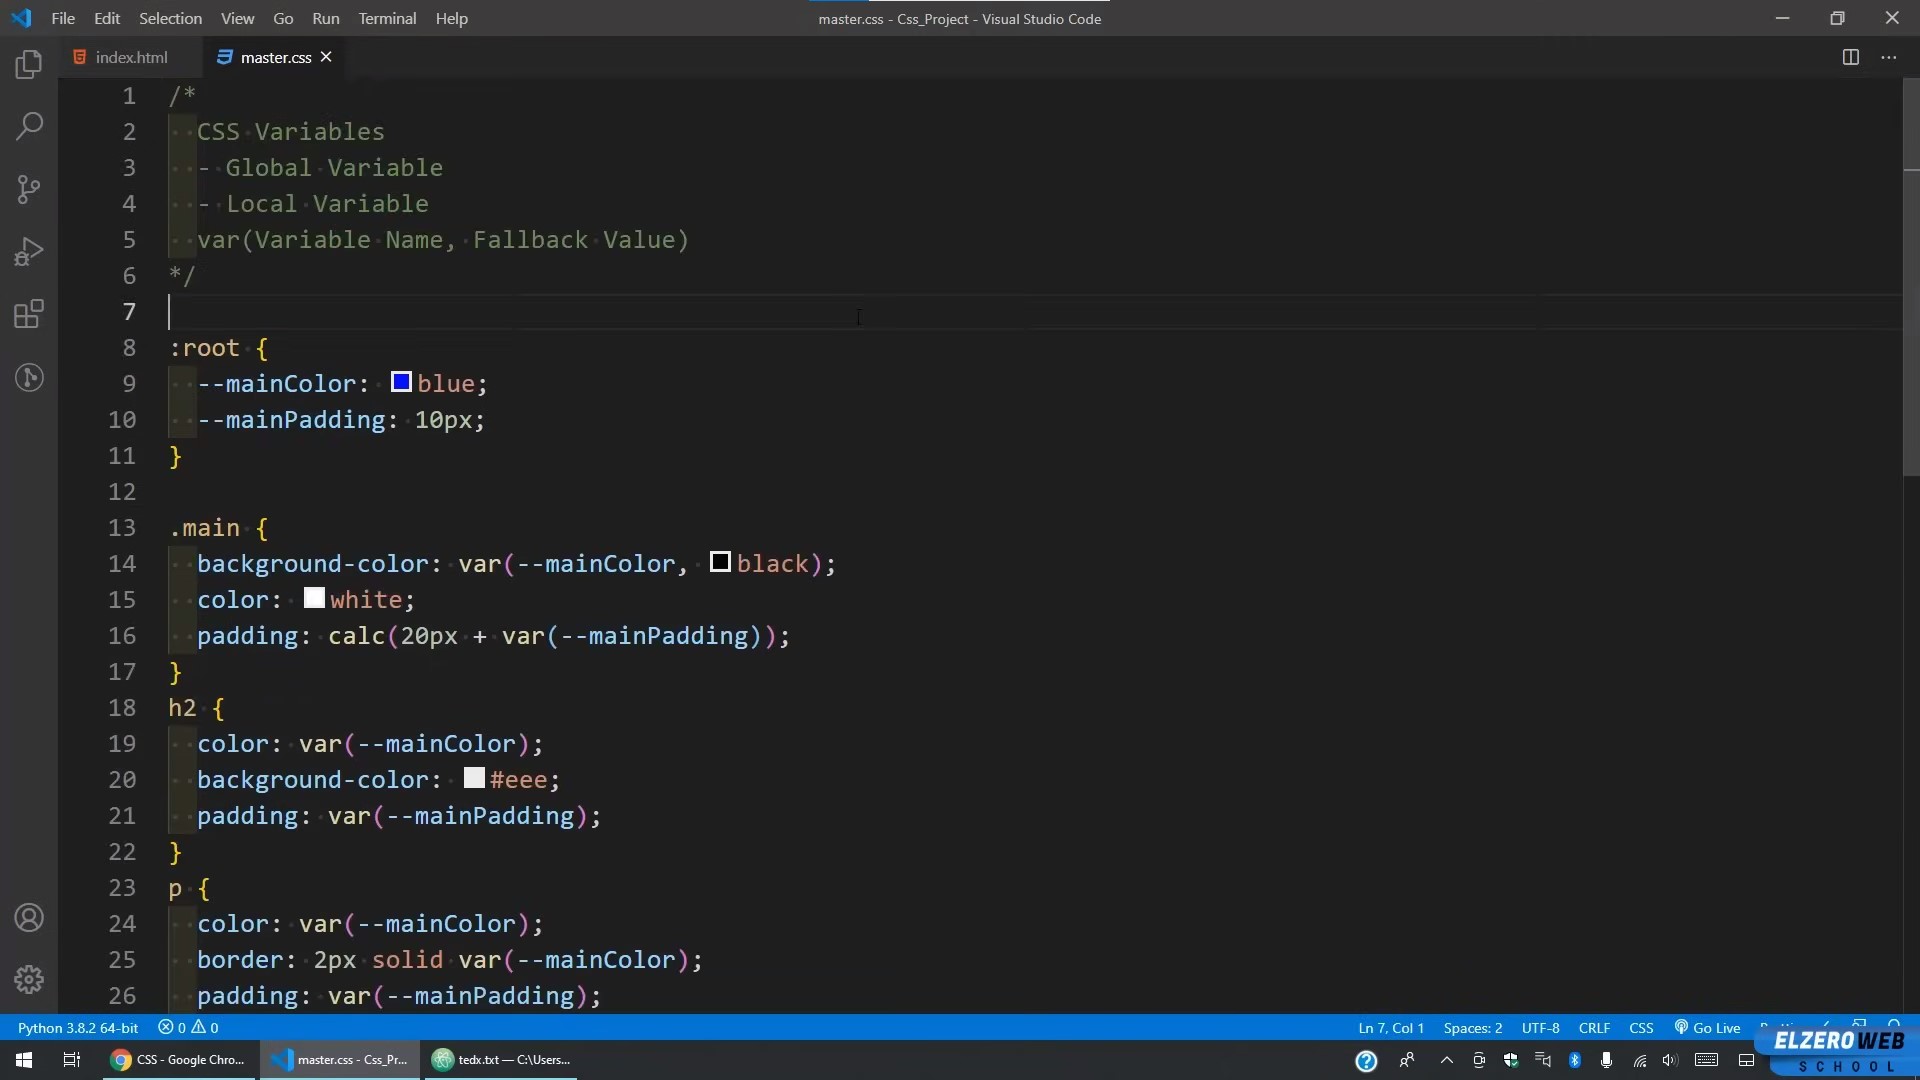 File Edit Selection View Go Run Terminal Help
master.css - Css_Project - Visual Studio Code
index.html
master.css
1 /*
2 CSS Variables
3 - Global Variable
4 - Local Variable
5 var(Variable Name, Fallback Value)
6 */
7
8 :root {
9 --mainColor: blue;
10 --mainPadding: 10px;
11 }
12
13 .main {
14 background-color: var(--mainColor, black);
15 color: white;
16 padding: calc(20px + var(--mainPadding));
17 }
18 h2 {
19 color: var(--mainColor);
20 background-color: #eee;
21 padding: var(--mainPadding);
22 }
23 p {
24 color: var(--mainColor);
25 border: 2px solid var(--mainColor);
26 padding: var(--mainPadding);
Python 3.8.2 64-bit 0 0 Ln 7, Col 1 Spaces: 2 UTF-8 CRLF CSS Go Live
CSS - Google Chro... master.css - Css_Pr... tedx.txt — C:\Users...
ELZEROWEB
SCHOOL